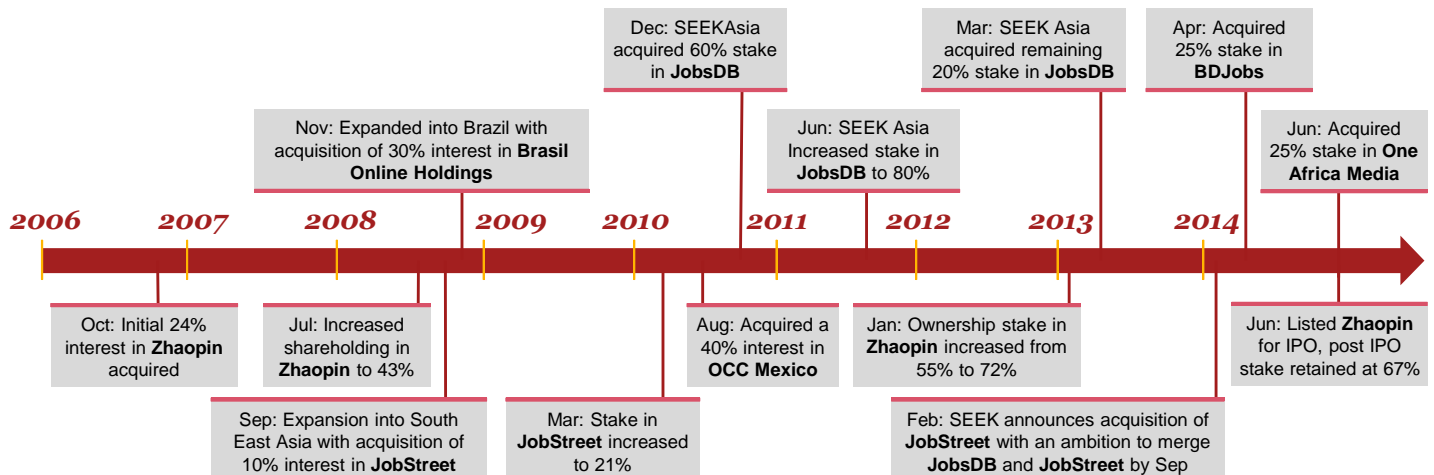 Dec: SEEKAsia
acquired 60% stake
in JobsDB
Mar: SEEK Asia
acquired remaining
20% stake in JobsDB
Apr: Acquired
25% stake in
BDJobs
Nov: Expanded into Brazil with
acquisition of 30% interest in Brasil
Online Holdings
Jun: SEEK Asia
Increased stake in
JobsDB to 80%
Jun: Acquired
25% stake in One
Africa Media
2006 2007 2008 2009 2010 2011 2012 2013 2014
Oct: Initial 24%
interest in Zhaopin
acquired
Jul: Increased
shareholding in
Zhaopin to 43%
Aug: Acquired a
40% interest in
OCC Mexico
Jan: Ownership stake in
Zhaopin increased from
55% to 72%
Jun: Listed Zhaopin
for IPO, post IPO
stake retained at 67%
Sep: Expansion into South
East Asia with acquisition of
10% interest in JobStreet
Mar: Stake in
JobStreet increased
to 21%
Feb: SEEK announces acquisition of
JobStreet with an ambition to merge
JobsDB and JobStreet by Sep